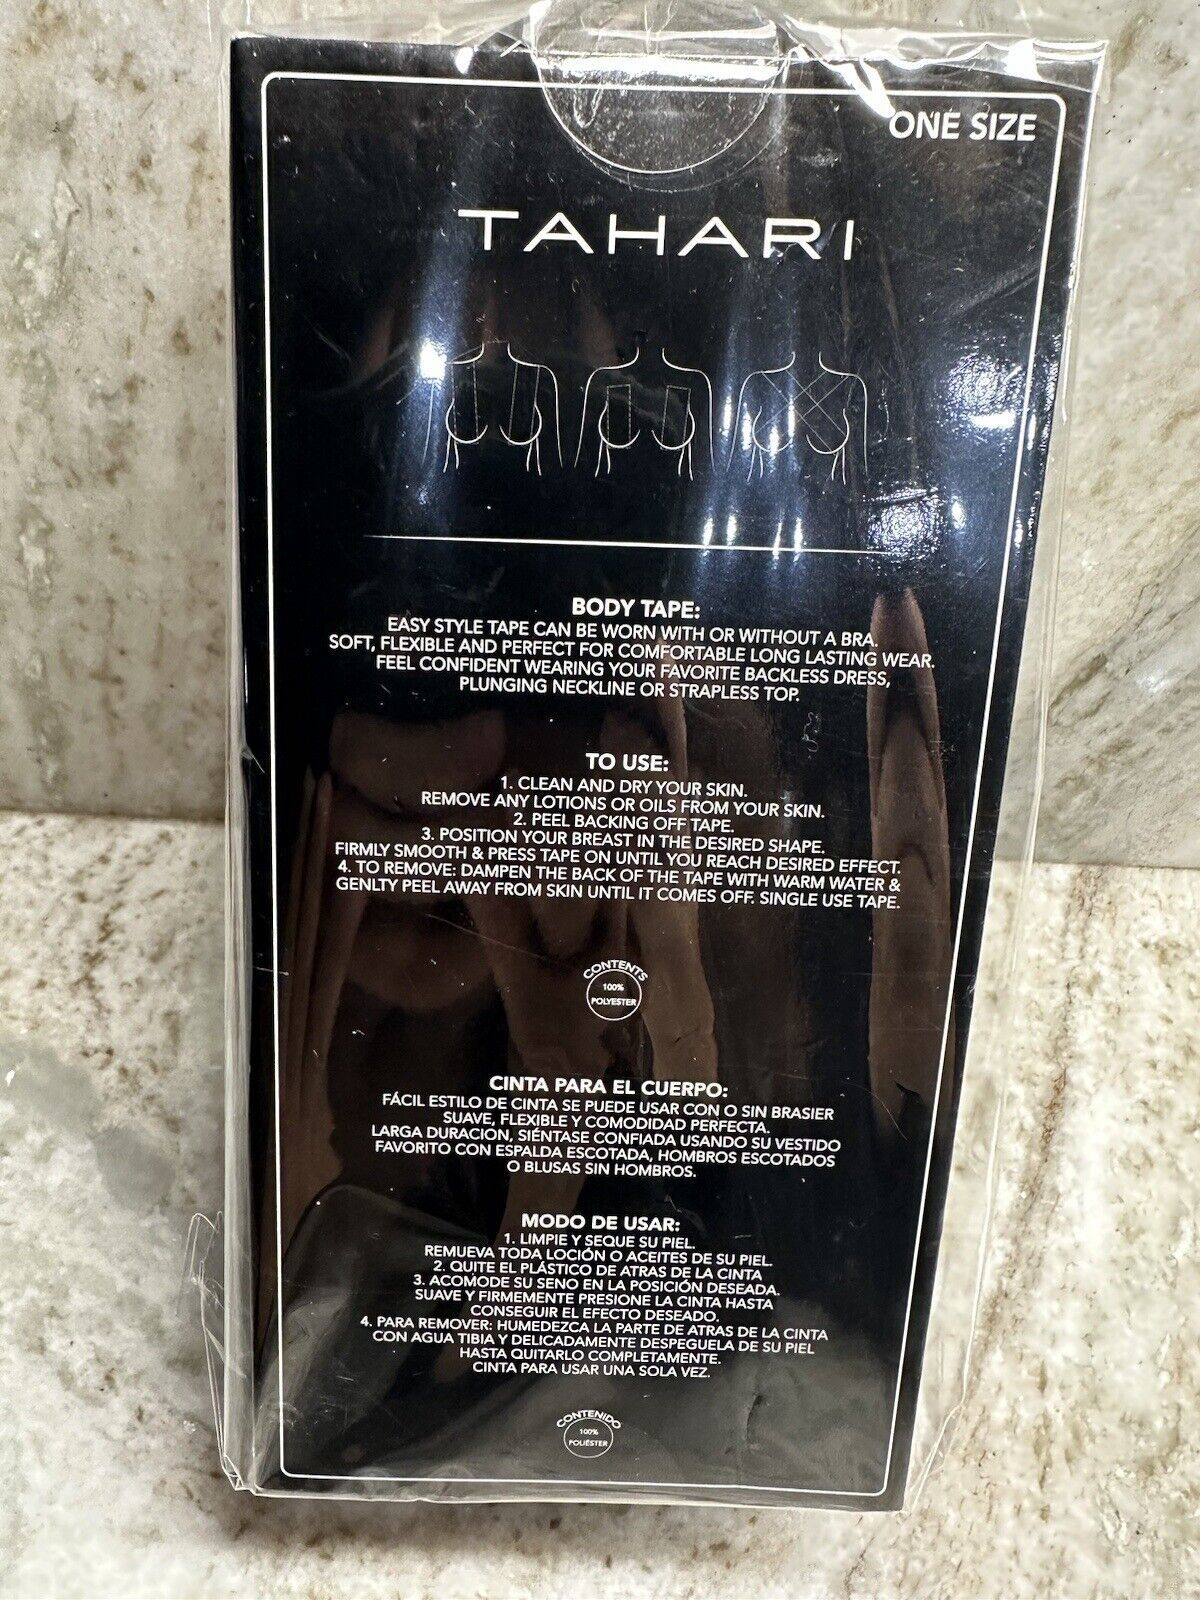 ONE SIZE
TAHARI
BODY TAPE:
EASY STYLE TAPE CAN BE WORN WITH OR WITHOUT A BRA.
SOFT, FLEXIBLE AND PERFECT FOR COMFORTABLE LONG LASTING WEAR.
FEEL CONFIDENT WEARING YOUR FAVORITE BACKLESS DRESS,
PLUNGING NECKLINE OR STRAPLESS TOP.
TO USE:
1. CLEAN AND DRY YOUR SKIN.
REMOVE ANY LOTIONS OR OILS FROM YOUR SKIN.
2. PEEL BACKING OFF TAPE.
3. POSITION YOUR BREAST IN THE DESIRED SHAPE.
FIRMLY SMOOTH & PRESS TAPE ON UNTIL YOU REACH DESIRED EFFECT.
4. TO REMOVE: DAMPEN THE BACK OF THE TAPE WITH WARM WATER &
GENLTY PEEL AWAY FROM SKIN UNTIL IT COMES OFF. SINGLE USE TAPE.
CONTENTS
100%
POLYESTER
CINTA PARA EL CUERPO:
FÁCIL ESTILO DE CINTA SE PUEDE USAR CON O SIN BRASIER
SUAVE, FLEXIBLE Y COMODIDAD PERFECTA.
LARGA DURACION, SIÉNTASE CONFIADA USANDO SU VESTIDO
FAVORITO CON ESPALDA ESCOTADA, HOMBROS ESCOTADOS
O BLUSAS SIN HOMBROS.
MODO DE USAR:
1. LIMPIE Y SEQUE SU PIEL.
REMUEVA TODA LOCIÓN O ACEITES DE SU PIEL.
2. QUITE EL PLÁSTICO DE ATRAS DE LA CINTA
3. ACOMODE SU SENO EN LA POSICIÓN DESEADA.
SUAVE Y FIRMEMENTE PRESIONE LA CINTA HASTA
CONSEGUIR EL EFECTO DESEADO.
4. PARA REMOVER: HUMEDEZCA LA PARTE DE ATRAS DE LA CINTA
CON AGUA TIBIA Y DELICADAMENTE DESPEGUELA DE SU PIEL
HASTA QUITARLO COMPLETAMENTE.
CINTA PARA USAR UNA SOLA VEZ.
CONTENIDO
100%
POLIÉSTER